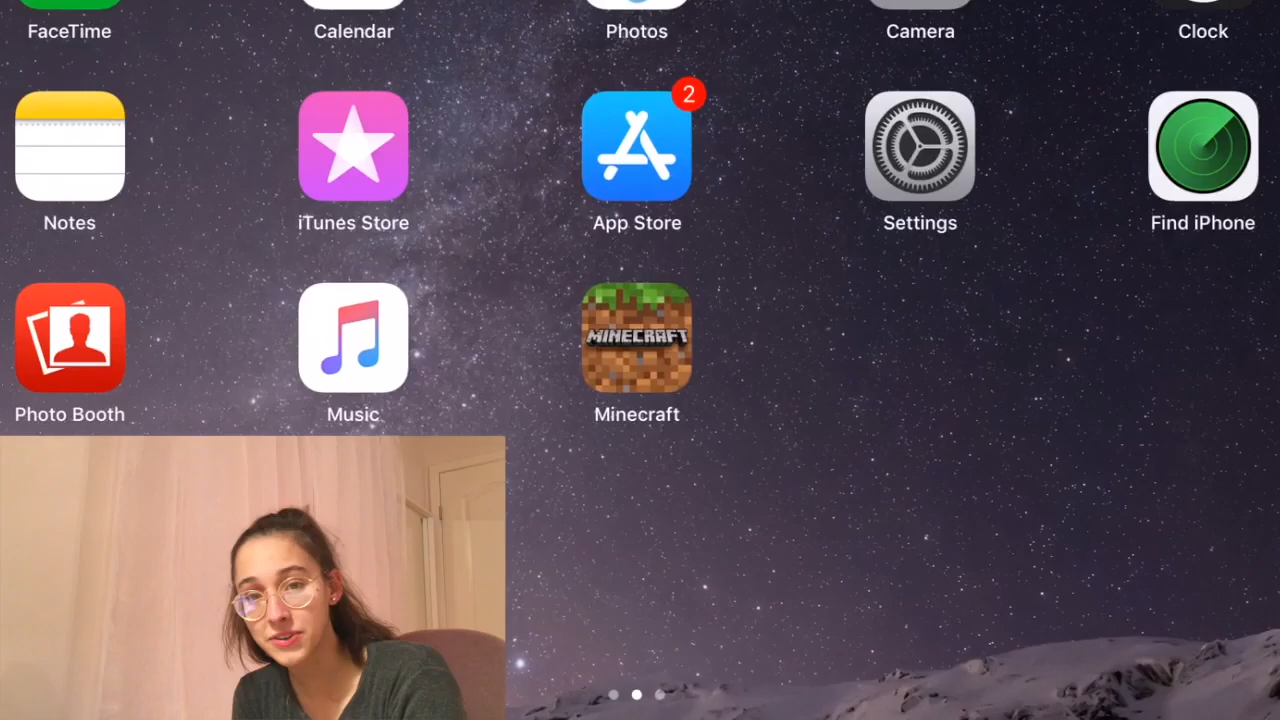 FaceTime Calendar Photos Camera Clock
2
Notes iTunes Store App Store Settings Find iPhone
MINECRAFT
Photo Booth Music Minecraft